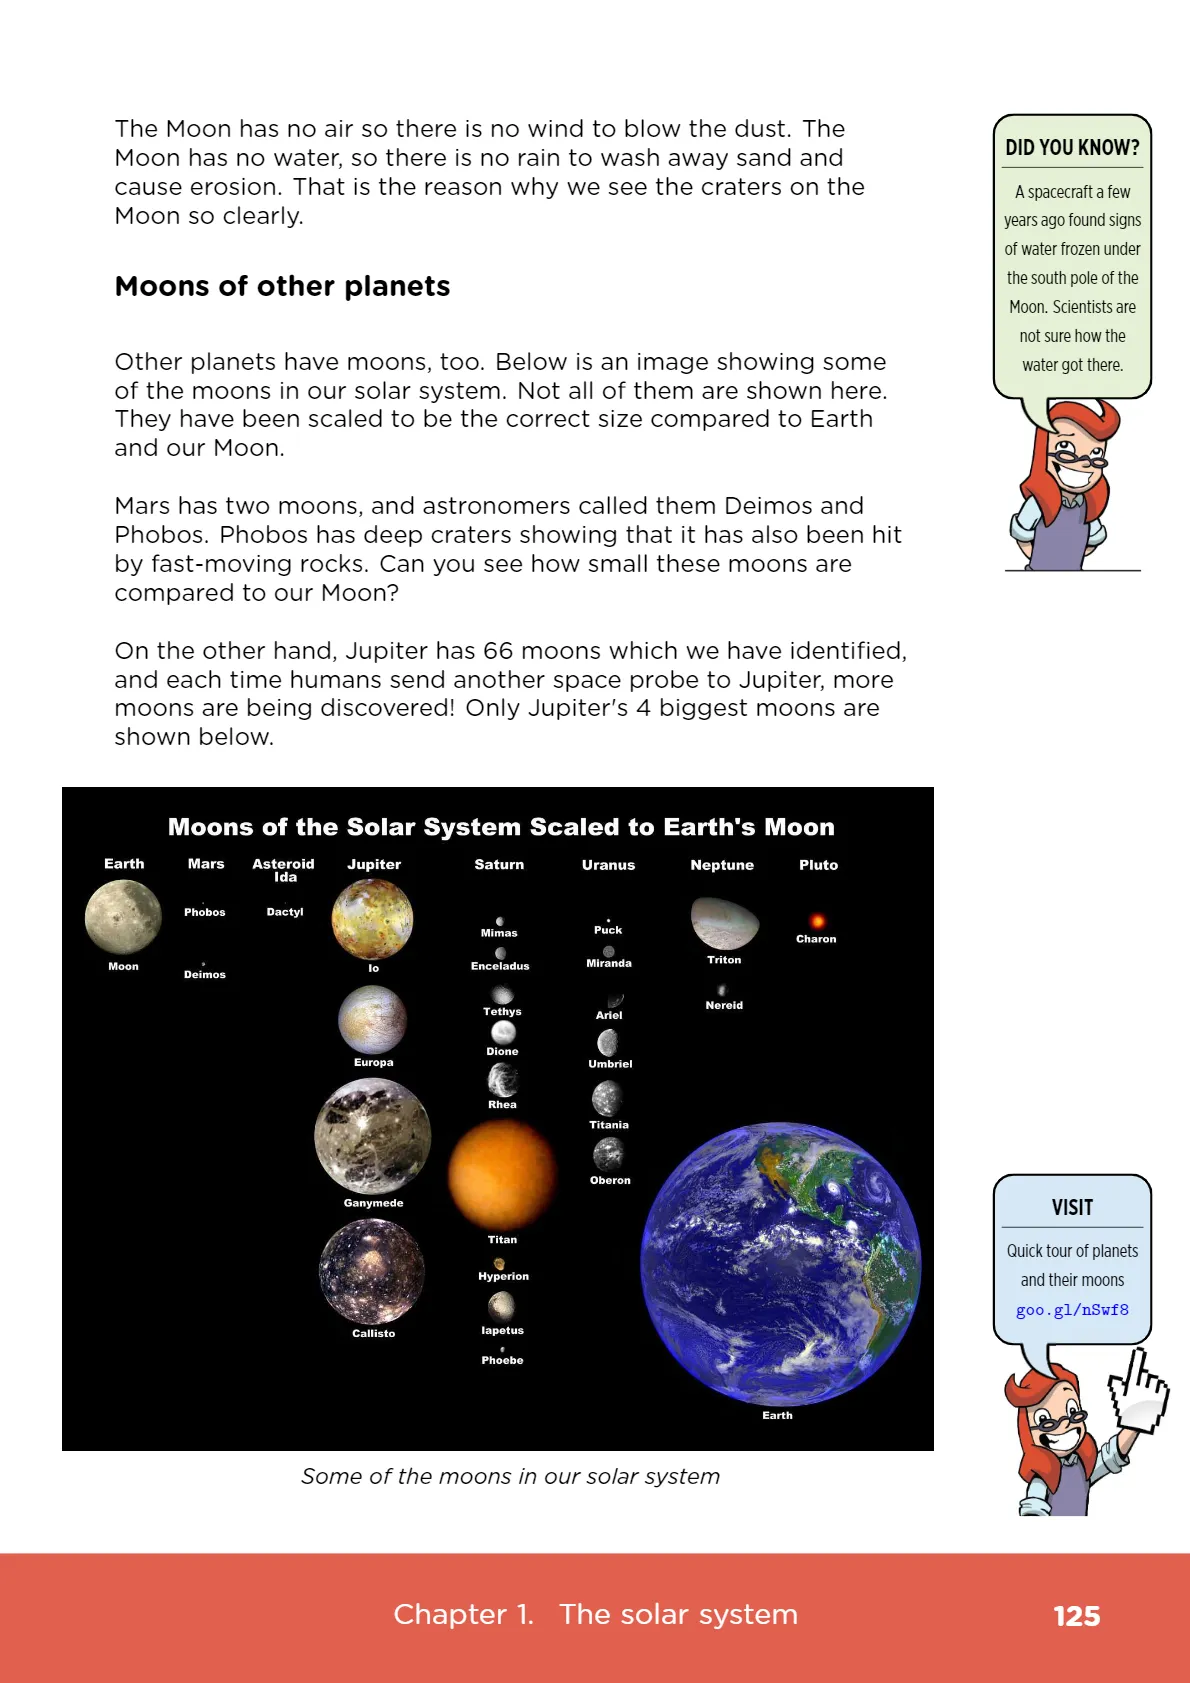 The Moon has no air so there is no wind to blow the dust. The
Moon has no water, so there is no rain to wash away sand and
cause erosion. That is the reason why we see the craters on the
Moon so clearly.
Moons of other planets
Other planets have moons, too. Below is an image showing some
of the moons in our solar system. Not all of them are shown here.
They have been scaled to be the correct size compared to Earth
and our Moon.
Mars has two moons, and astronomers called them Deimos and
Phobos. Phobos has deep craters showing that it has also been hit
by fast-moving rocks. Can you see how small these moons are
compared to our Moon?
On the other hand, Jupiter has 66 moons which we have identified,
and each time humans send another space probe to Jupiter, more
moons are being discovered! Only Jupiter's 4 biggest moons are
shown below.
DID YOU KNOW?
A spacecraft a few
years ago found signs
of water frozen under
the south pole of the
Moon. Scientists are
not sure how the
water got there.
Moons of the Solar System Scaled to Earth's Moon
Earth
Moon
Mars
Phobos
Deimos
Asteroid
Ida
Dactyl
Jupiter
Io
Europa
Ganymede
Callisto
Saturn
Mimas
Enceladus
Tethys
Dione
Rhea
Titan
Hyperion
Iapetus
Phoebe
Uranus
Puck
Miranda
Ariel
Umbriel
Titania
Oberon
Neptune
Triton
Nereid
Pluto
Charon
Earth
Some of the moons in our solar system
VISIT
Quick tour of planets
and their moons
goo.gl/nSwf8
Chapter 1. The solar system
125